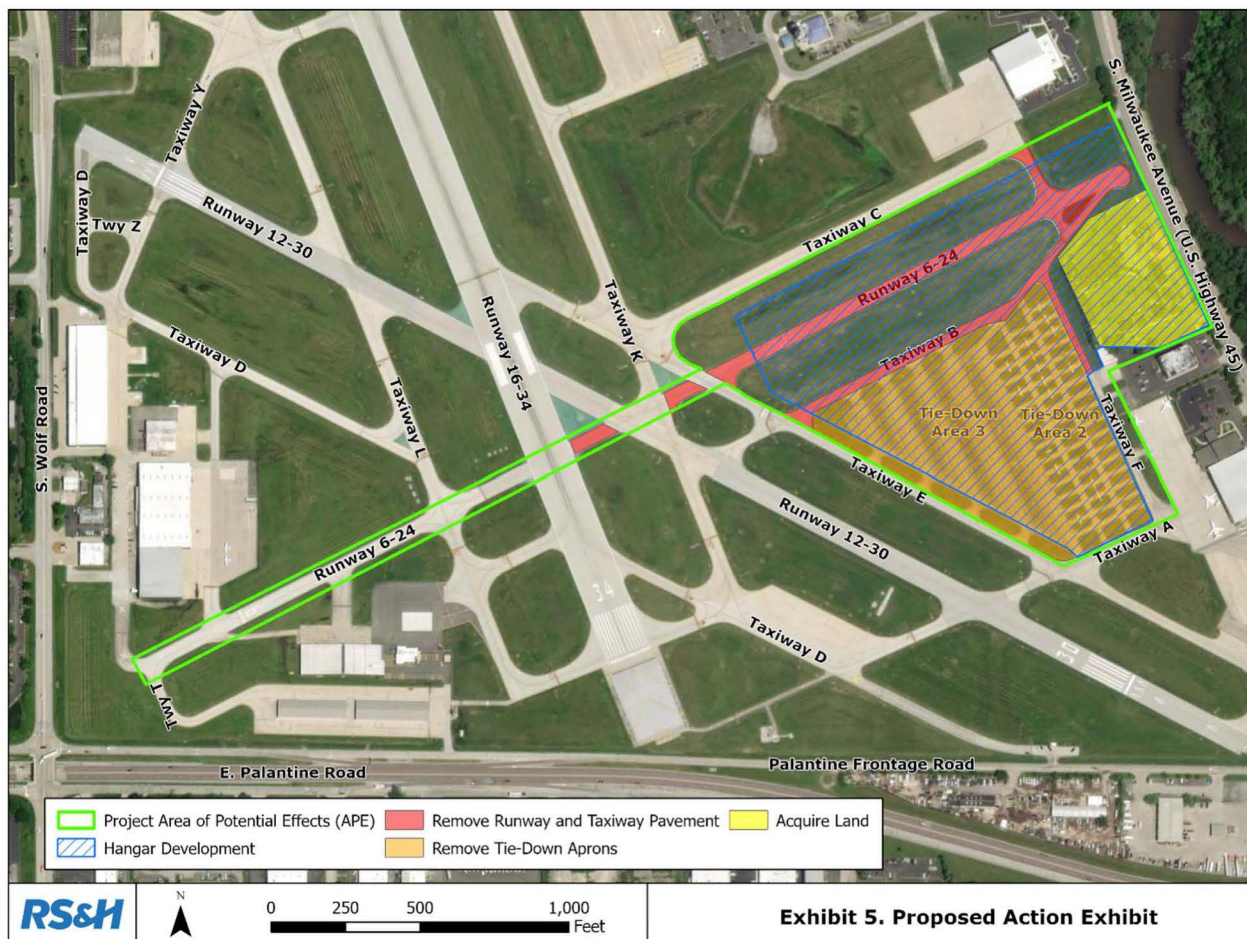 Taxiway Y
Taxiway D
Twy Z
Runway 12-30
Taxiway D
Taxiway L
Runway 16-34
Taxiway K
Taxiway C
Runway 6-24
Taxiway B
S. Milwaukee Avenue (U.S. Highway 45)
Tie-Down
Area 3
Tie-Down
Area 2
Taxiway F
Taxiway E
Taxiway A
Runway 12-30
Runway 6-24
34
30
Taxiway D
Twy T
S. Wolf Road
E. Palantine Road
Palantine Frontage Road
Project Area of Potential Effects (APE)
Remove Runway and Taxiway Pavement
Acquire Land
Hangar Development
Remove Tie-Down Aprons
RS&H
N
0 250 500 1,000
Feet
Exhibit 5. Proposed Action Exhibit